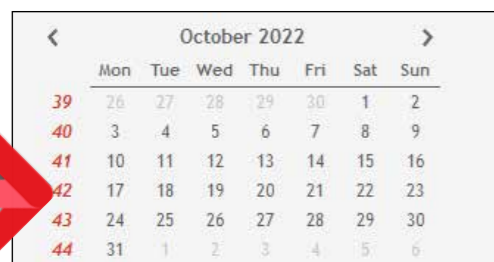 < October 2022 >
Mon Tue Wed Thu Fri Sat Sun
39 26 27 28 29 30 1 2
40 3 4 5 6 7 8 9
41 10 11 12 13 14 15 16
42 17 18 19 20 21 22 23
43 24 25 26 27 28 29 30
44 31 1 2 3 4 5 6